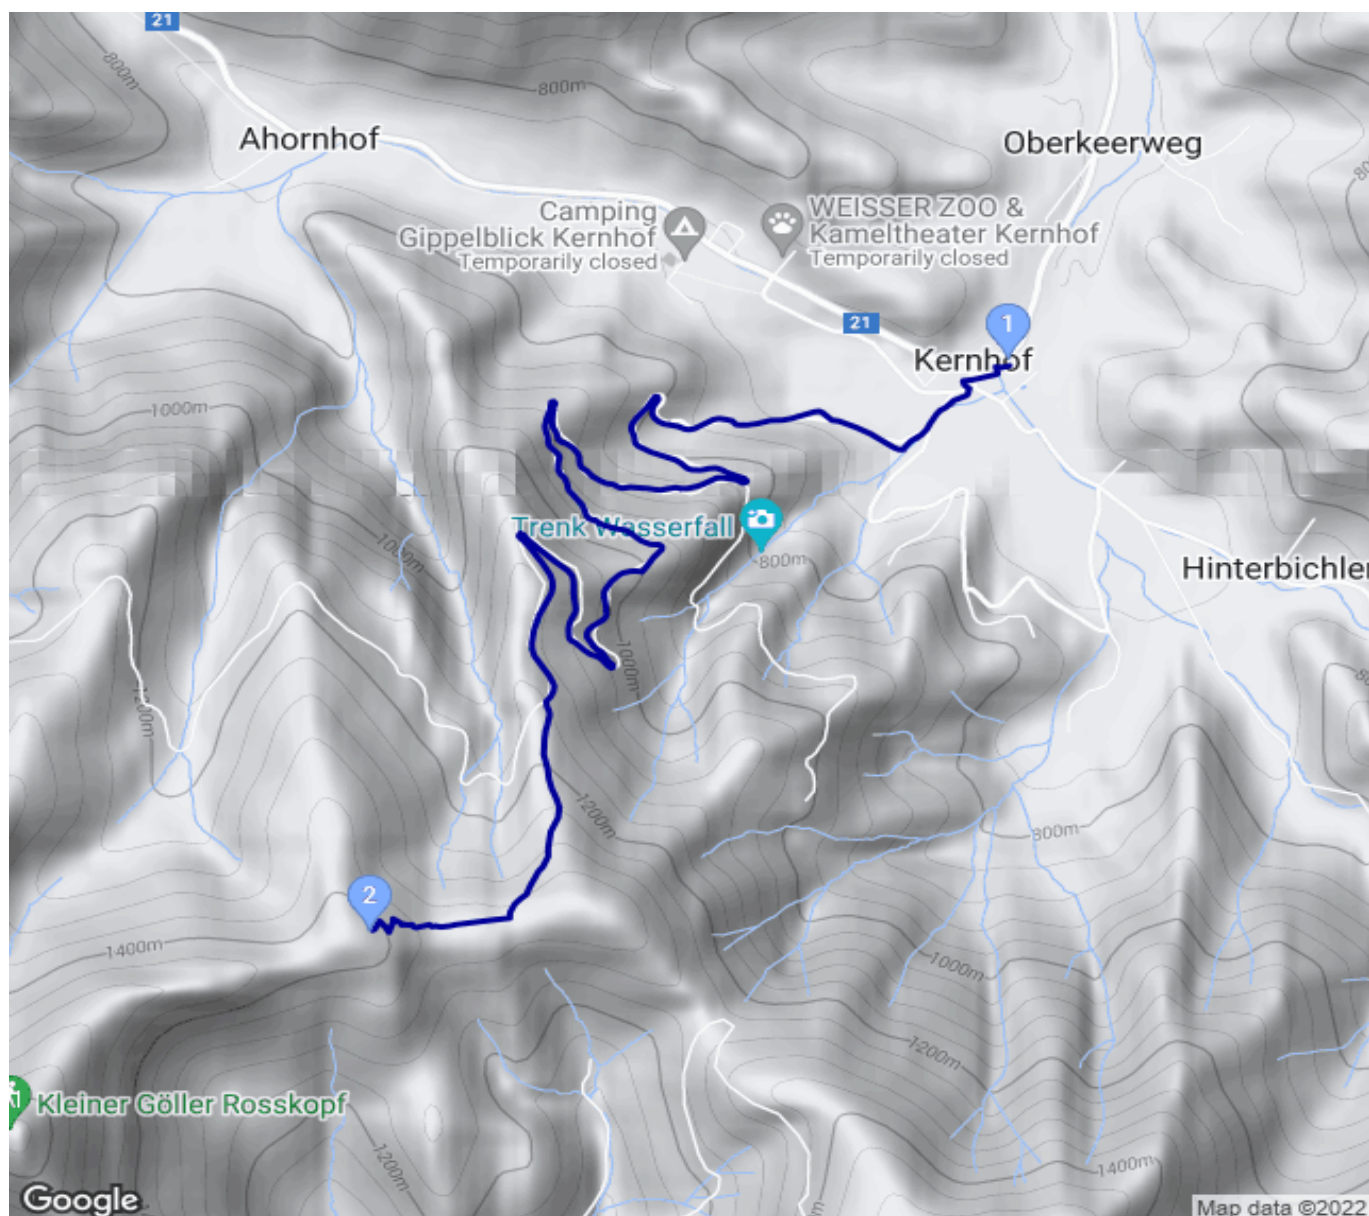 21
800m
800m
Ahornhof
Oberkeerweg
Camping
Gippelblick Kernhof
Temporarily closed
WEISSER ZOO &
Kameltheater Kernhof
Temporarily closed
21
1
Kernhof
1000m
Trenk Wasserfall
800m
1000m
Hinterbichler
1000m
1200m
1200m
800m
2
1400m
1000m
1200m
Kleiner Göller Rosskopf
1200m
1400m
Google
Map data ©2022